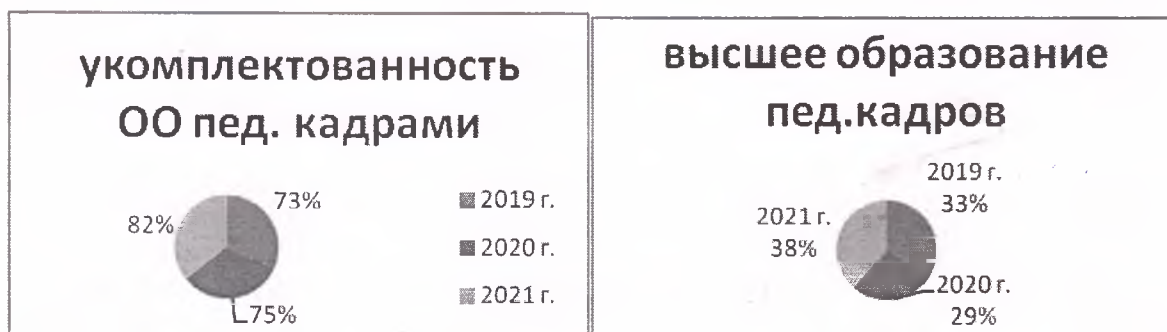 укомплектованность
ОО пед. кадрами
73%
82%
75%
2019 г.
2020 г.
2021 г.
высшее образование
пед.кадров
2019 г.
33%
2021 г.
38%
2020 г.
29%